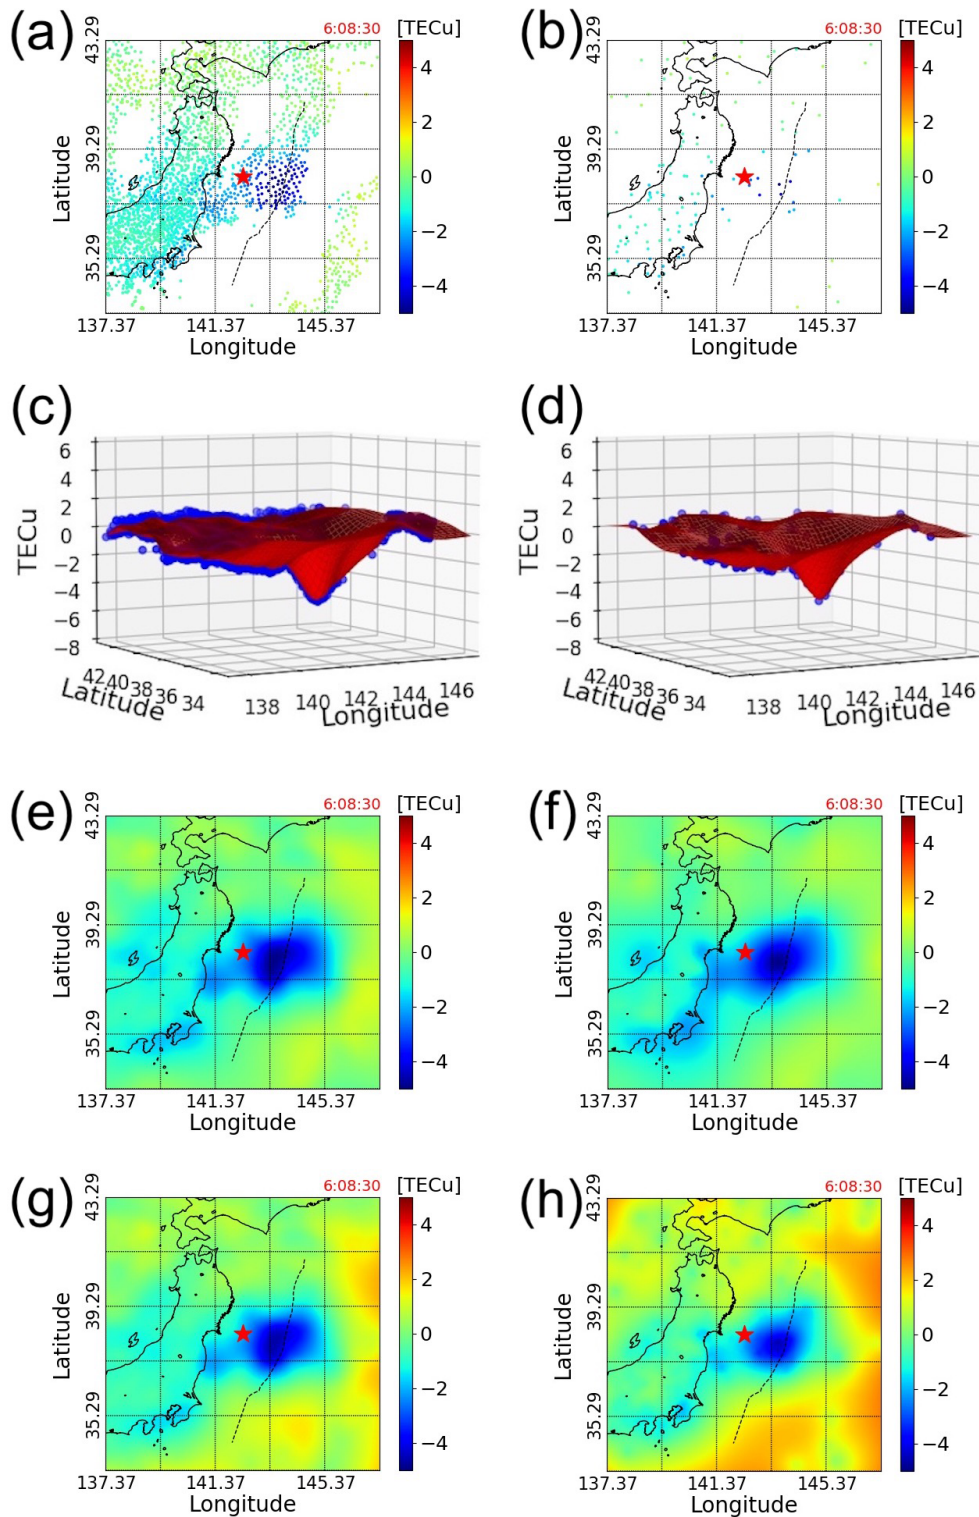 (a)
6:08:30
[TECu]
43.29
39.29
35.29
Latitude
137.37 141.37 145.37
Longitude
4
2
0
−2
−4
(b)
6:08:30
[TECu]
43.29
39.29
35.29
Latitude
137.37 141.37 145.37
Longitude
4
2
0
−2
−4
(c)
6
4
2
0
−2
−4
−6
−8
TECu
42 40 38 36 34
Latitude
138 140 142 144 146
Longitude
(d)
6
4
2
0
−2
−4
−6
−8
TECu
42 40 38 36 34
Latitude
138 140 142 144 146
Longitude
(e)
6:08:30
[TECu]
43.29
39.29
35.29
Latitude
137.37 141.37 145.37
Longitude
4
2
0
−2
−4
(f)
6:08:30
[TECu]
43.29
39.29
35.29
Latitude
137.37 141.37 145.37
Longitude
4
2
0
−2
−4
(g)
6:08:30
[TECu]
43.29
39.29
35.29
Latitude
137.37 141.37 145.37
Longitude
4
2
0
−2
−4
(h)
6:08:30
[TECu]
43.29
39.29
35.29
Latitude
137.37 141.37 145.37
Longitude
4
2
0
−2
−4